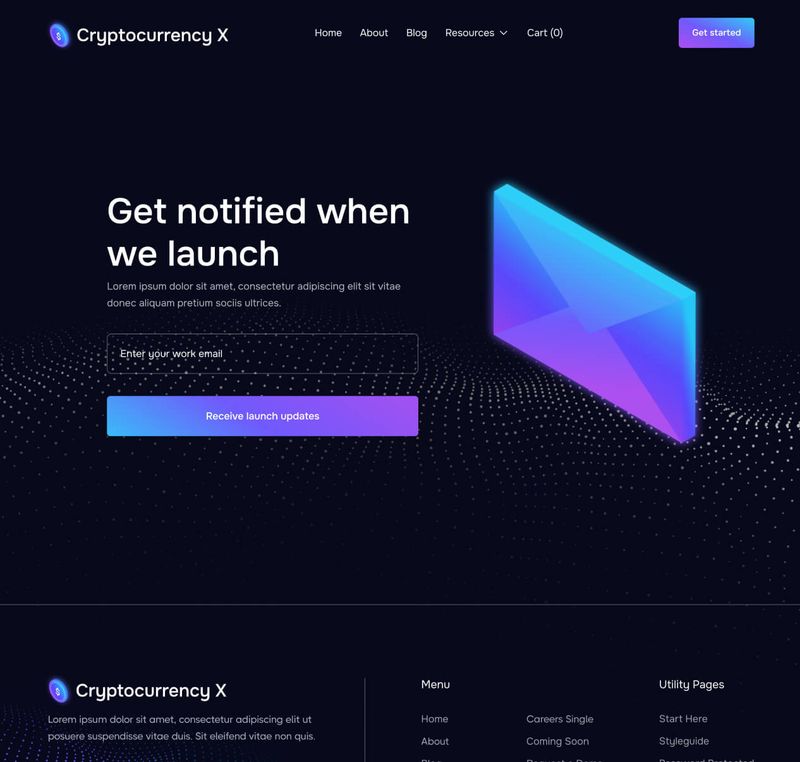 Cryptocurrency X
Home About Blog Resources Cart (0)
Get started
Get notified when
we launch
Lorem ipsum dolor sit amet, consectetur adipiscing elit sit vitae
donec aliquam pretium sociis ultrices.
Enter your work email
Receive launch updates
Cryptocurrency X
Lorem ipsum dolor sit amet, consectetur adipiscing elit ut
posuere suspendisse vitae duis. Sit eleifend vitae non quis.
Menu
Home
About
Careers Single
Coming Soon
Utility Pages
Start Here
Styleguide